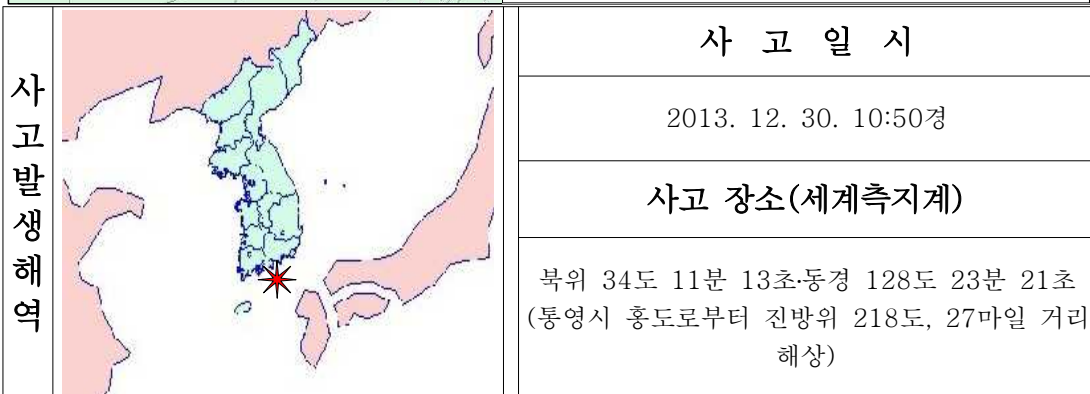 사고발생해역
사 고 일 시
2013. 12. 30. 10:50경
사고 장소(세계측지계)
북위 34도 11분 13초·동경 128도 23분 21초
(통영시 홍도로부터 진방위 218도, 27마일 거리
해상)